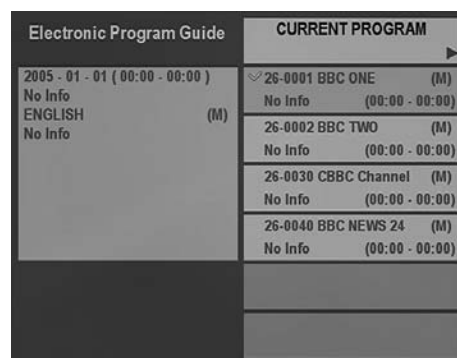 Electronic Program Guide
2005 - 01 - 01 ( 00:00 - 00:00 )
No Info
ENGLISH (M)
No Info
CURRENT PROGRAM
26-0001 BBC ONE (M)
No Info (00:00 - 00:00)
26-0002 BBC TWO (M)
No Info (00:00 - 00:00)
26-0030 CBBC Channel (M)
No Info (00:00 - 00:00)
26-0040 BBC NEWS 24 (M)
No Info (00:00 - 00:00)